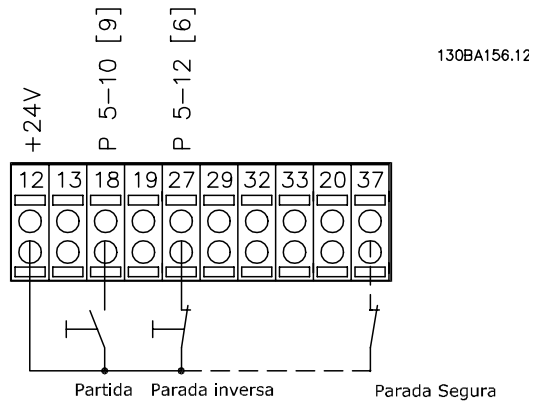 130BA156.12
+24V
P 5-10 [9]
P 5-12 [6]
12 13 18 19 27 29 32 33 20 37
Partida Parada inversa Parada Segura